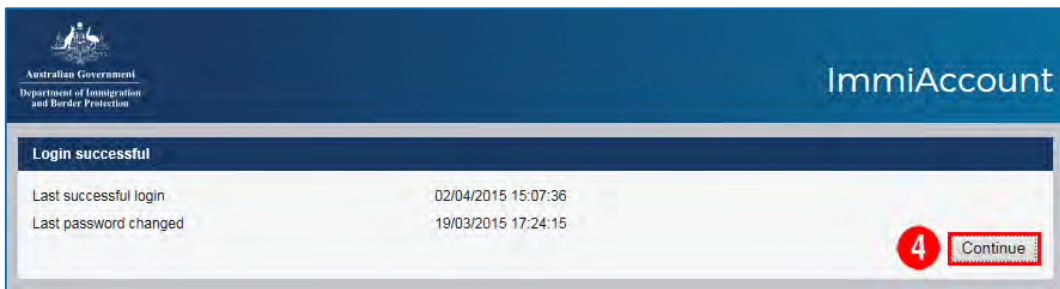 Australian Government
Department of Immigration
and Border Protection
ImmiAccount
Login successful
Last successful login 02/04/2015 15:07:36
Last password changed 19/03/2015 17:24:15
4 Continue